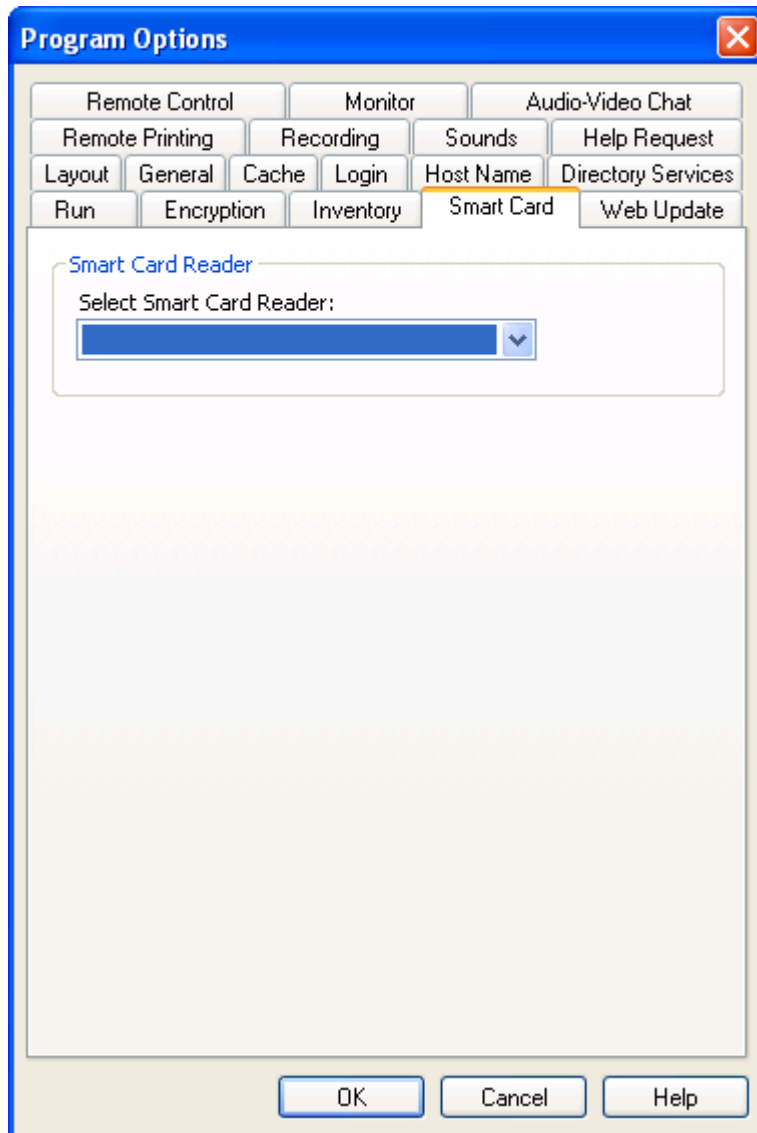 Program Options
Remote Control Monitor Audio-Video Chat
Remote Printing Recording Sounds Help Request
Layout General Cache Login Host Name Directory Services
Run Encryption Inventory Smart Card Web Update
Smart Card Reader
Select Smart Card Reader:
OK Cancel Help